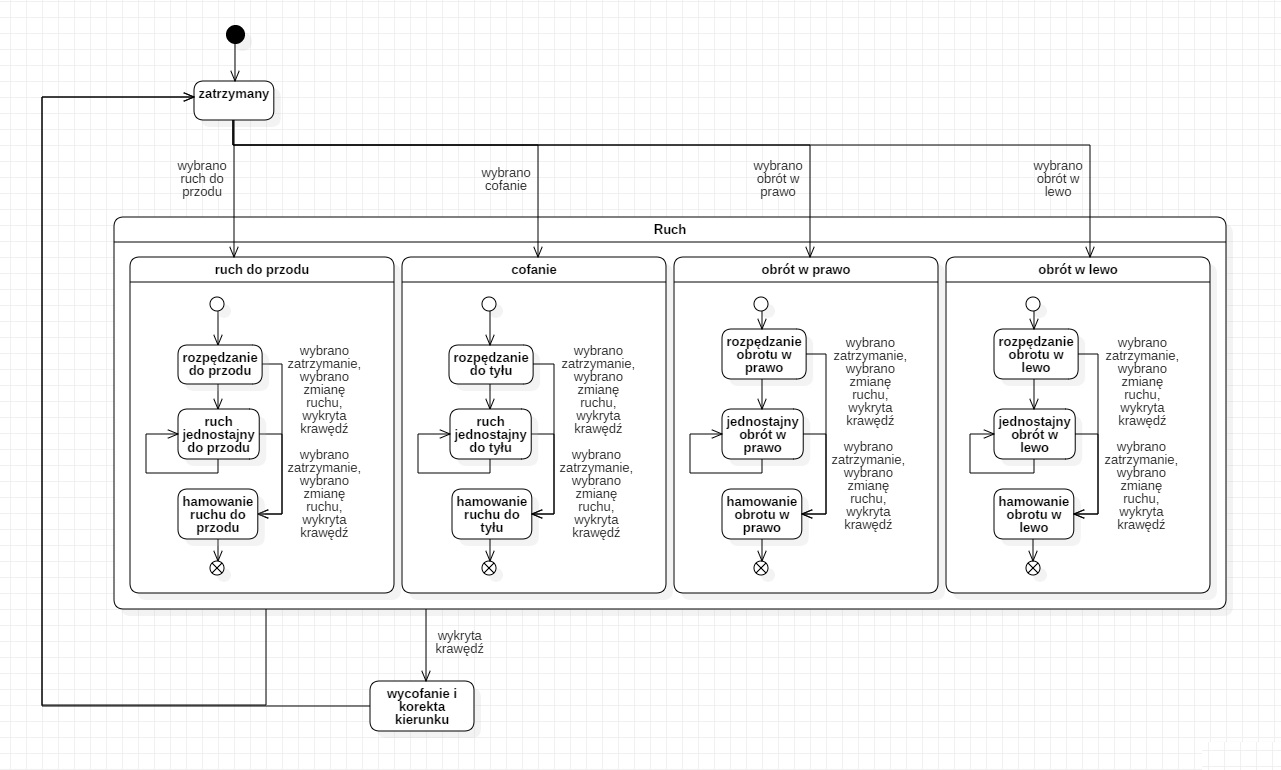 zatrzymany
wybrano
ruch do
przodu
wybrano
cofanie
wybrano
obrót w
prawo
wybrano
obrót w
lewo
Ruch
ruch do przodu
rozpędzanie
do przodu
wybrano
zatrzymanie,
wybrano
zmianę
ruchu,
wykryta
krawędź
ruch
jednostajny
do przodu
wybrano
zatrzymanie,
wybrano
zmianę
ruchu,
wykryta
krawędź
hamowanie
ruchu do
przodu
cofanie
rozpędzanie
do tyłu
wybrano
zatrzymanie,
wybrano
zmianę
ruchu,
wykryta
krawędź
ruch
jednostajny
do tyłu
wybrano
zatrzymanie,
wybrano
zmianę
ruchu,
wykryta
krawędź
hamowanie
ruchu do
tyłu
obrót w prawo
rozpędzanie
obrotu w
prawo
wybrano
zatrzymanie,
wybrano
zmianę
ruchu,
wykryta
krawędź
jednostajny
obrót w
prawo
wybrano
zatrzymanie,
wybrano
zmianę
ruchu,
wykryta
krawędź
hamowanie
obrotu w
prawo
obrót w lewo
rozpędzanie
obrotu w
lewo
wybrano
zatrzymanie,
wybrano
zmianę
ruchu,
wykryta
krawędź
jednostajny
obrót w
lewo
wybrano
zatrzymanie,
wybrano
zmianę
ruchu,
wykryta
krawędź
hamowanie
obrotu w
lewo
wykryta
krawędź
wycofanie i
korekta
kierunku